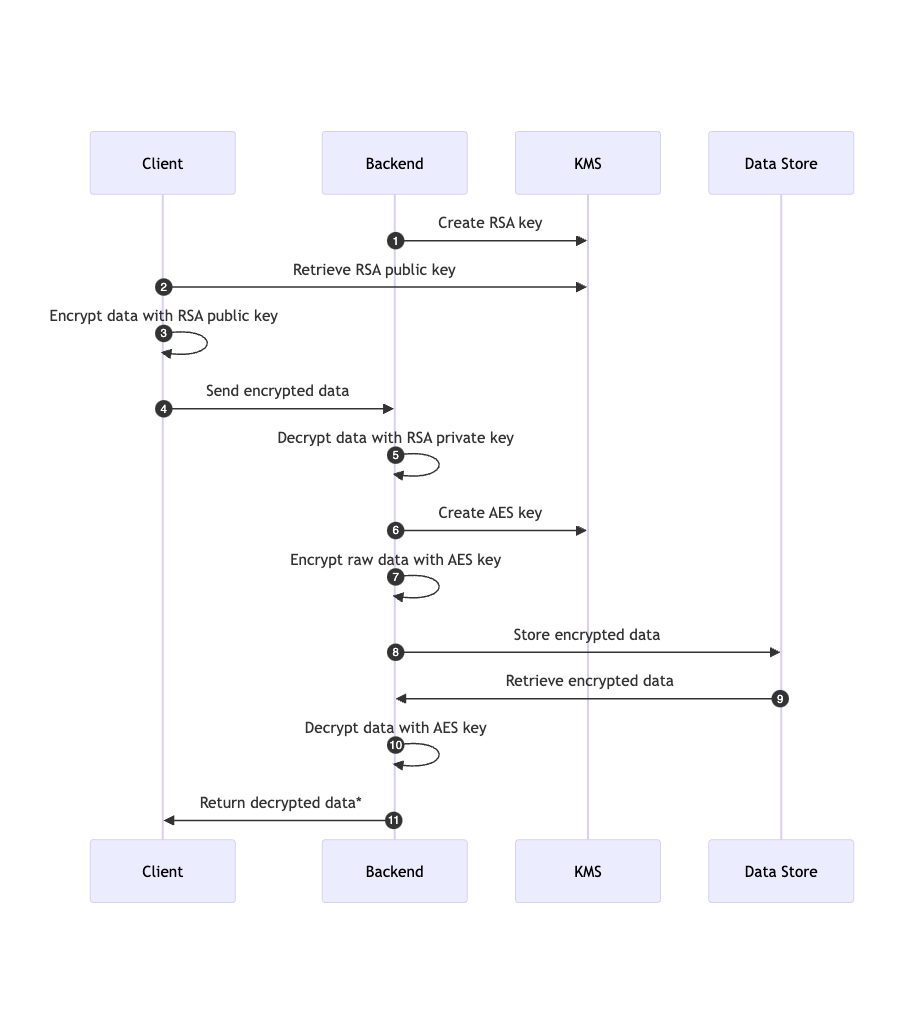 Client
Backend
KMS
Data Store
Create RSA key
1
Retrieve RSA public key
2
Encrypt data with RSA public key
3
Send encrypted data
4
Decrypt data with RSA private key
5
Create AES key
6
Encrypt raw data with AES key
7
Store encrypted data
8
Retrieve encrypted data
9
Decrypt data with AES key
10
Return decrypted data*
11
Client
Backend
KMS
Data Store